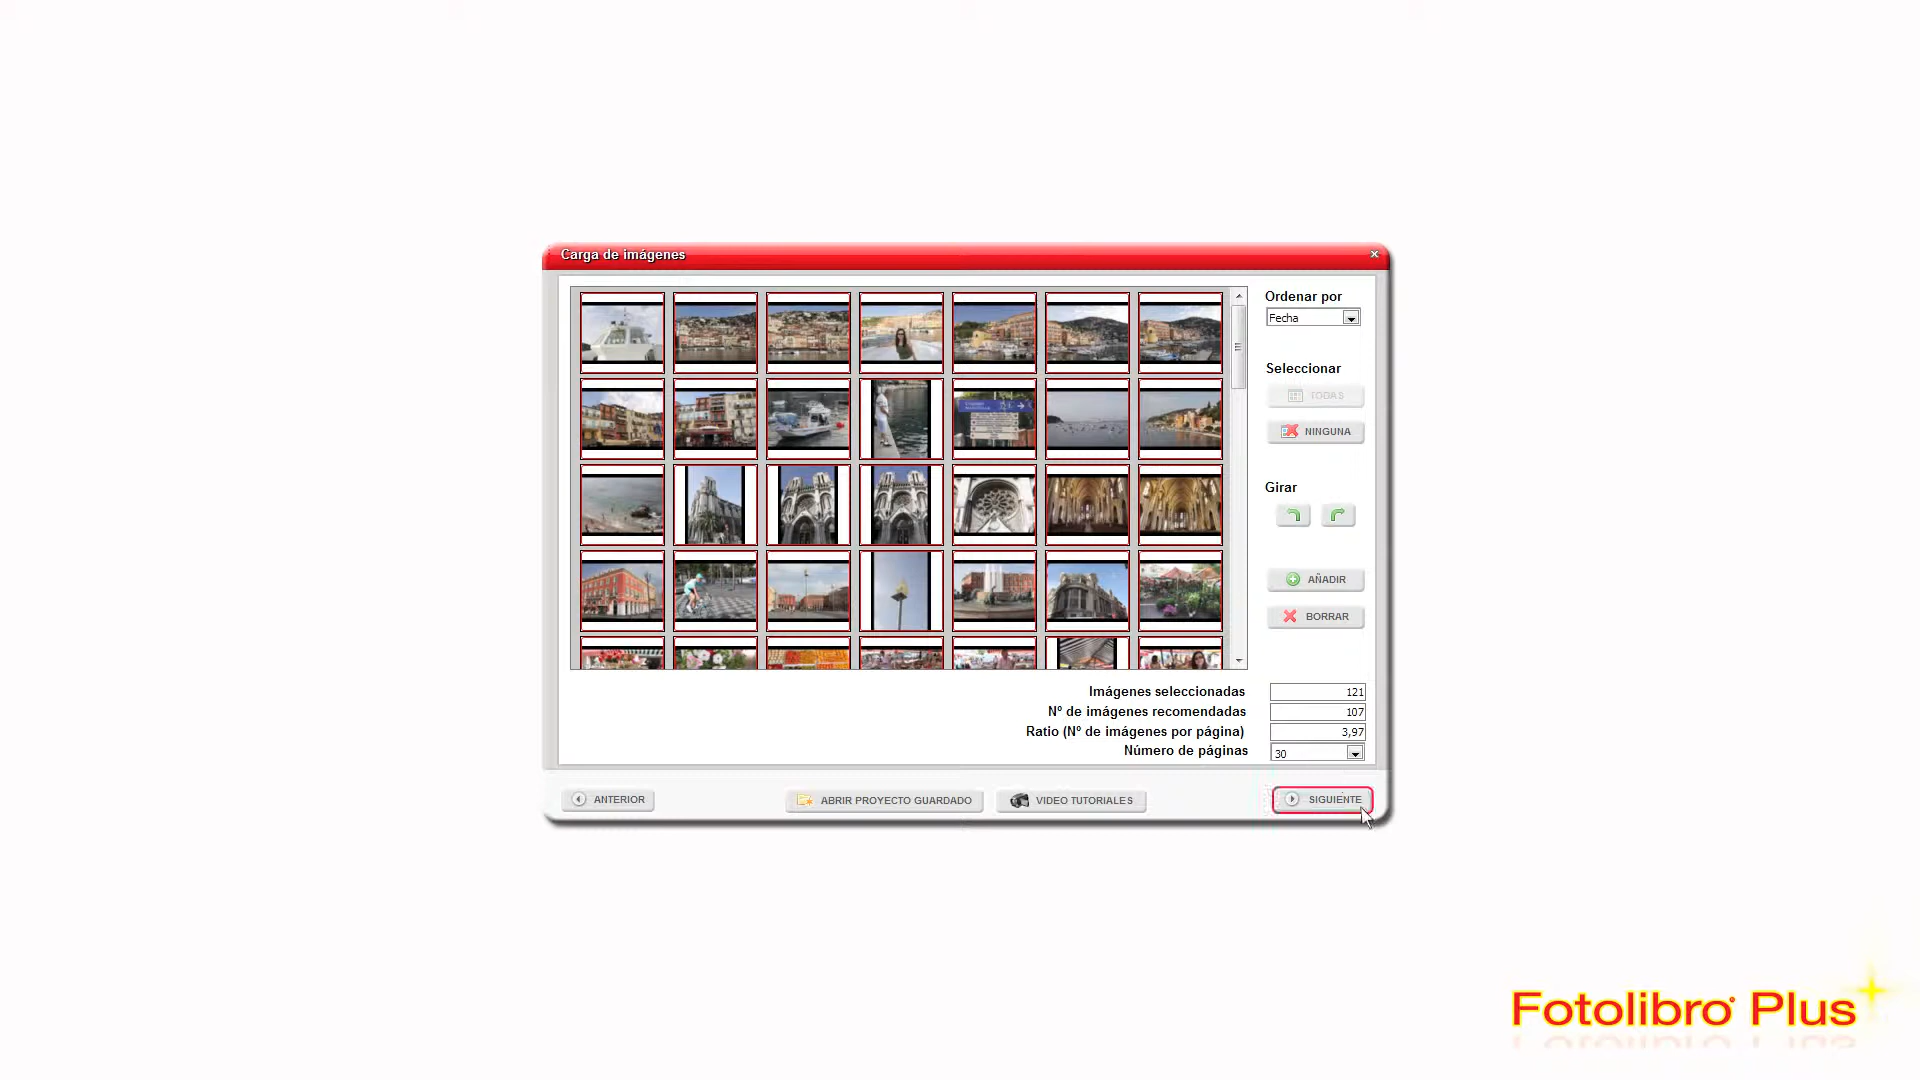 Carga de imágenes
Ordenar por
Fecha
Seleccionar
TODAS
NINGUNA
Girar
AÑADIR
BORRAR
Imágenes seleccionadas 121
Nº de imágenes recomendadas 107
Ratio (Nº de imágenes por página) 3,97
Número de páginas 30
ANTERIOR
ABRIR PROYECTO GUARDADO
VIDEO TUTORIALES
SIGUIENTE
Fotolibro Plus